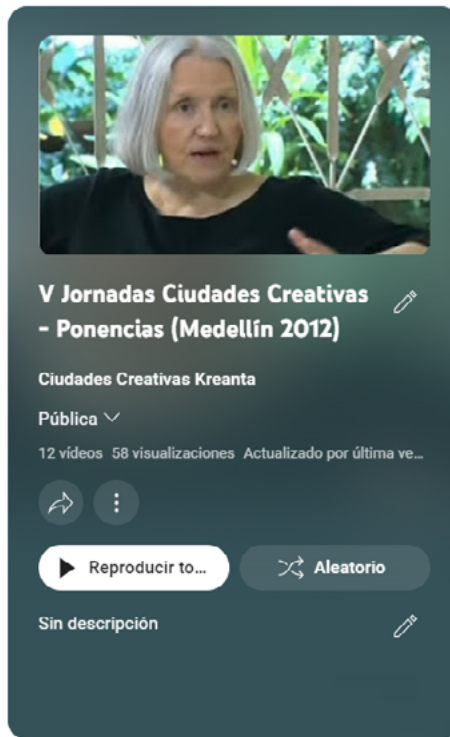 V Jornadas Ciudades Creativas
- Ponencias (Medellín 2012)
Ciudades Creativas Kreanta
Pública
12 vídeos 58 visualizaciones Actualizado por última ve...
Reproducir to...
Aleatorio
Sin descripción